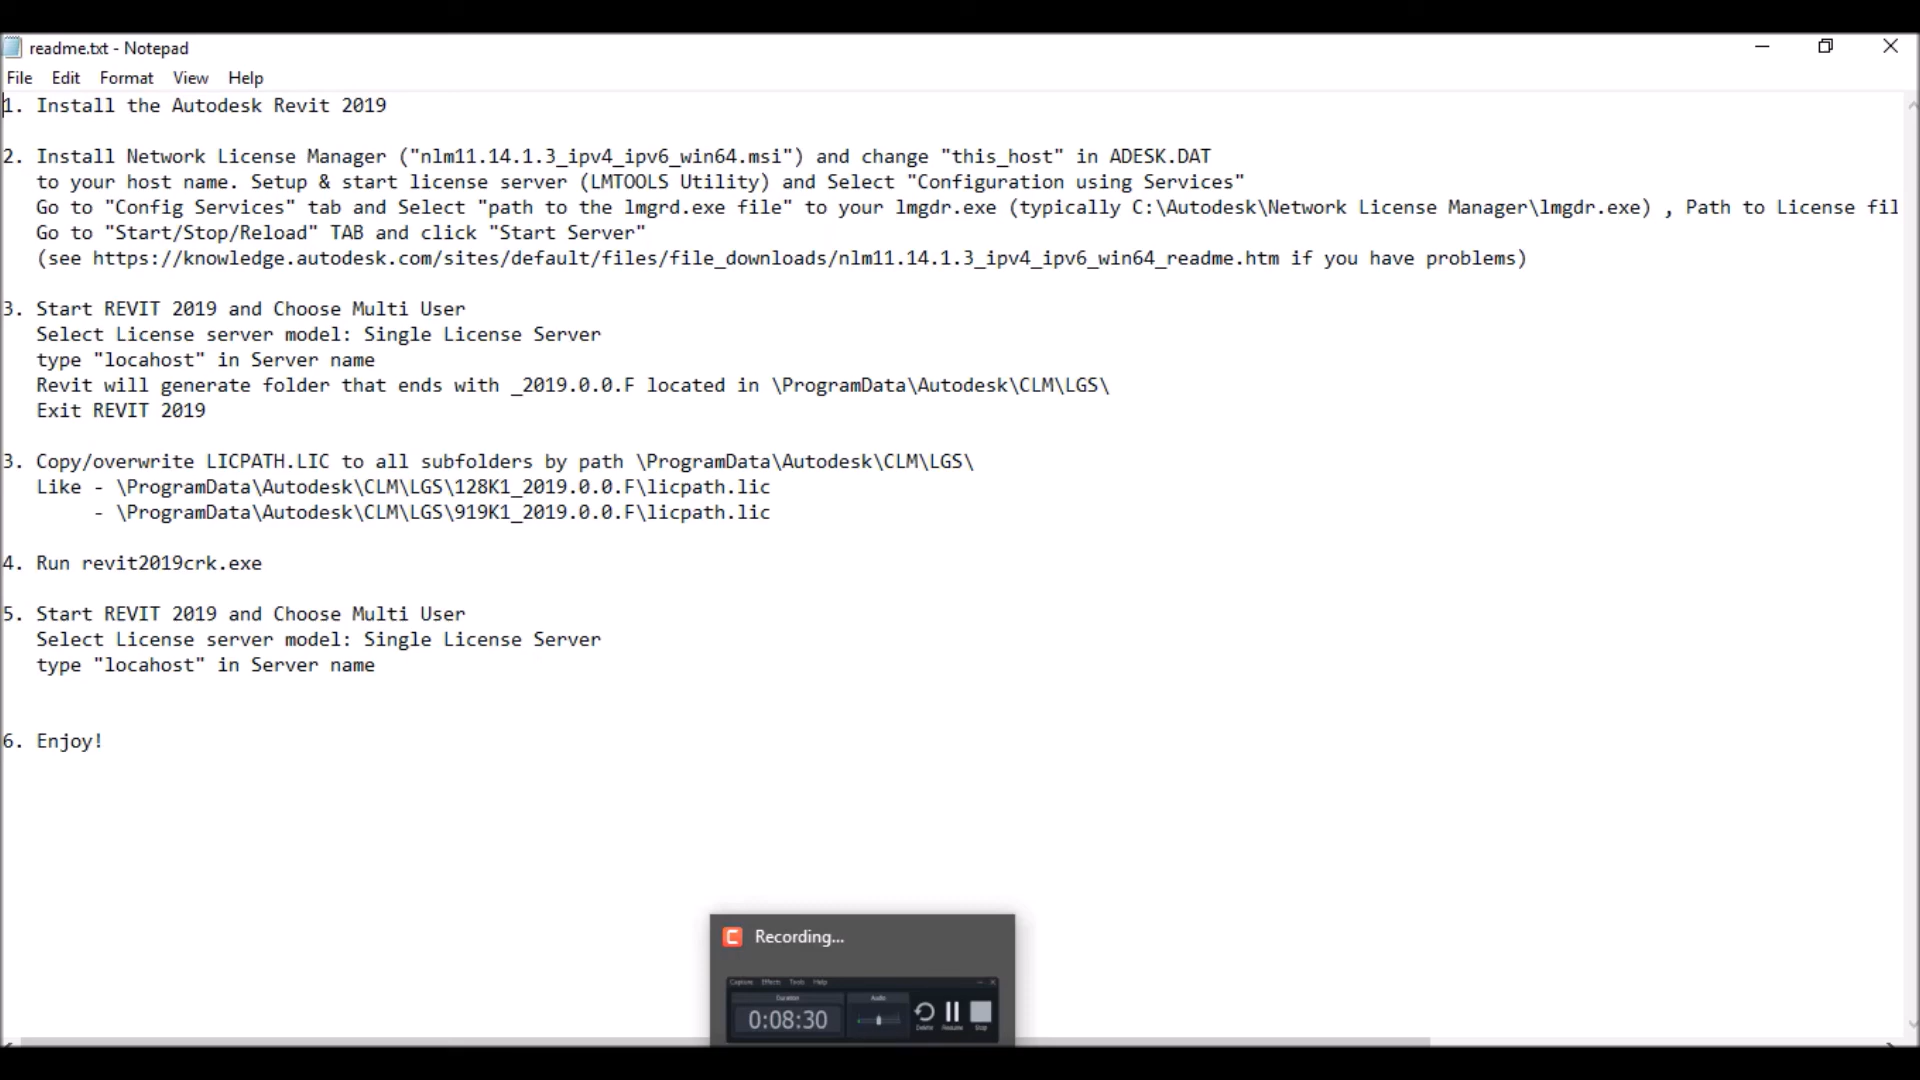 readme.txt - Notepad
File Edit Format View Help
1. Install the Autodesk Revit 2019
2. Install Network License Manager ("nlm11.14.1.3_ipv4_ipv6_win64.msi") and change "this_host" in ADESK.DAT
to your host name. Setup & start license server (LMTOOLS Utility) and Select "Configuration using Services"
Go to "Config Services" tab and Select "path to the lmgrd.exe file" to your lmgdr.exe (typically C:\Autodesk\Network License Manager\lmgdr.exe) , Path to License fil
Go to "Start/Stop/Reload" TAB and click "Start Server"
(see https://knowledge.autodesk.com/sites/default/files/file_downloads/nlm11.14.1.3_ipv4_ipv6_win64_readme.htm if you have problems)
3. Start REVIT 2019 and Choose Multi User
Select License server model: Single License Server
type "locahost" in Server name
Revit will generate folder that ends with _2019.0.0.F located in \ProgramData\Autodesk\CLM\LGS\
Exit REVIT 2019
3. Copy/overwrite LICPATH.LIC to all subfolders by path \ProgramData\Autodesk\CLM\LGS\
Like - \ProgramData\Autodesk\CLM\LGS\128K1_2019.0.0.F\licpath.lic
- \ProgramData\Autodesk\CLM\LGS\919K1_2019.0.0.F\licpath.lic
4. Run revit2019crk.exe
5. Start REVIT 2019 and Choose Multi User
Select License server model: Single License Server
type "locahost" in Server name
6. Enjoy!
Recording...
Capture Effects Tools Help
Duration Audio
0:08:30
Delete Resume Stop